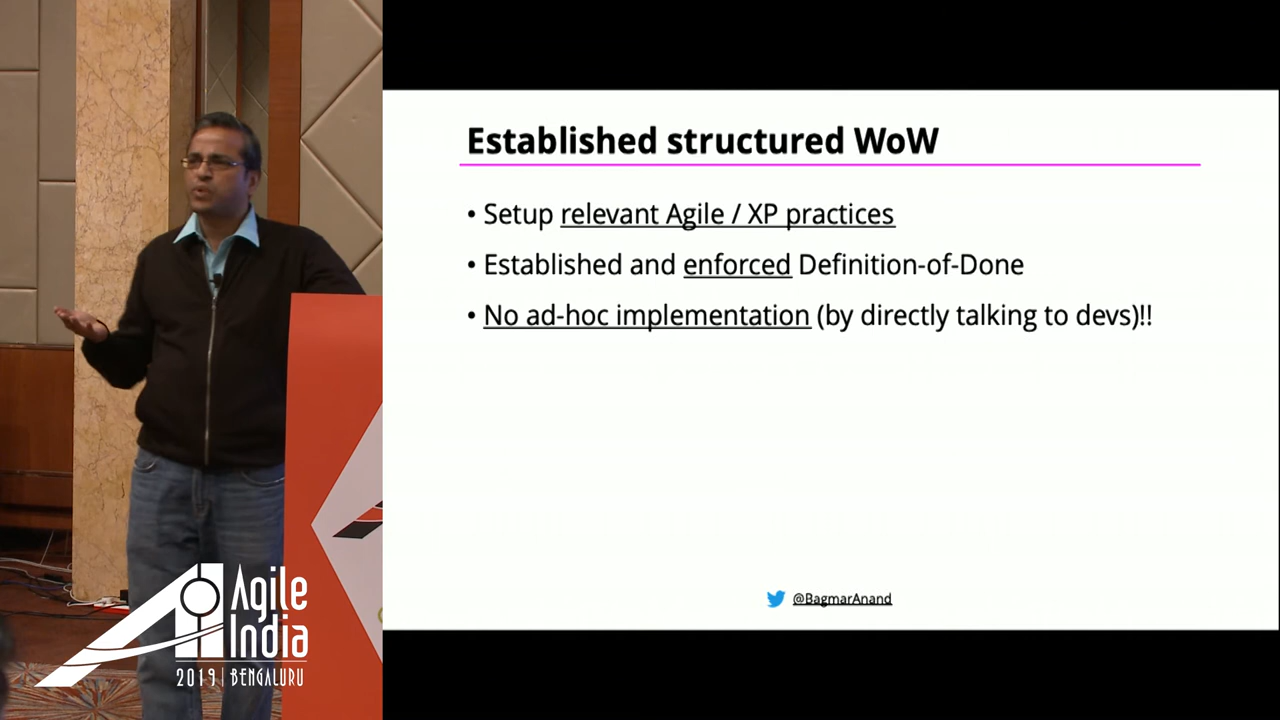 Established structured WoW
• Setup relevant Agile / XP practices
• Established and enforced Definition-of-Done
• No ad-hoc implementation (by directly talking to devs)!!
@BagmarAnand
Agile
India
2019 | BENGALURU